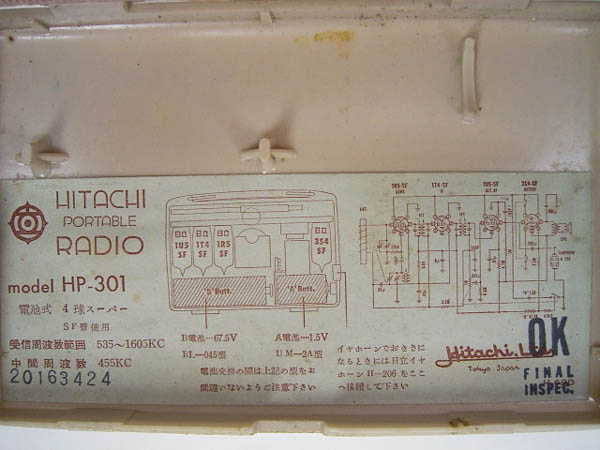 HITACHI
PORTABLE
RADIO
model HP-301
電池式 4球スーパー
SF管使用
受信周波数範囲 535～1605KC
中間周波数 455KC
20163424
1U5 SF
1T4 SF
1R5 SF
3S4 SF
"B" Batt.
"A" Batt.
B電池…67.5V
BL—045型
A電池…1.5V
UM—2A型
電池交換の際は上記の型をお
間違いないようご注意下さい
イヤホーンでおききに
なるときには日立イヤ
ホーンH—206をここ
へ接続して下さい
1R5-SF
1T4-SF
1U5-SF
3S4-SF
Hitachi, Ltd.
Tokyo Japan
OK
FINAL
INSPEC.